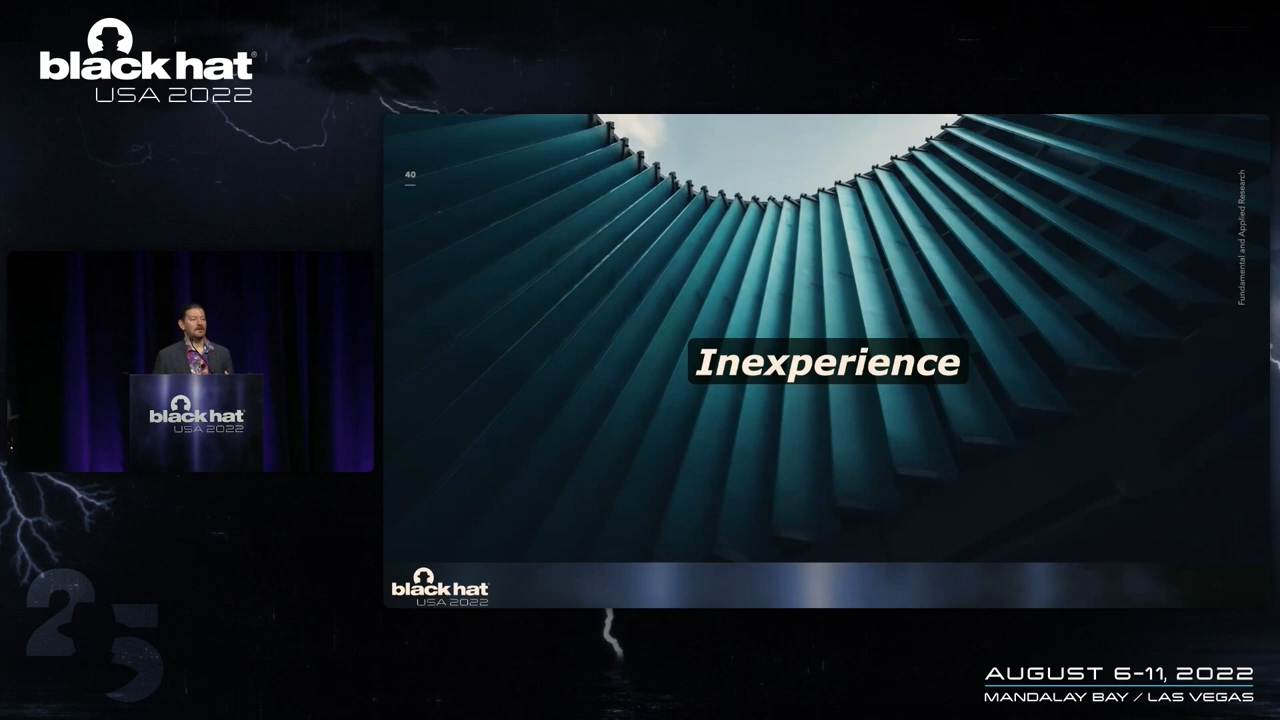 black hat®
USA 2022
40
Fundamental and Applied Research
Inexperience
black hat
USA 2022
black hat
USA 2022
25
AUGUST 6-11, 2022
MANDALAY BAY / LAS VEGAS